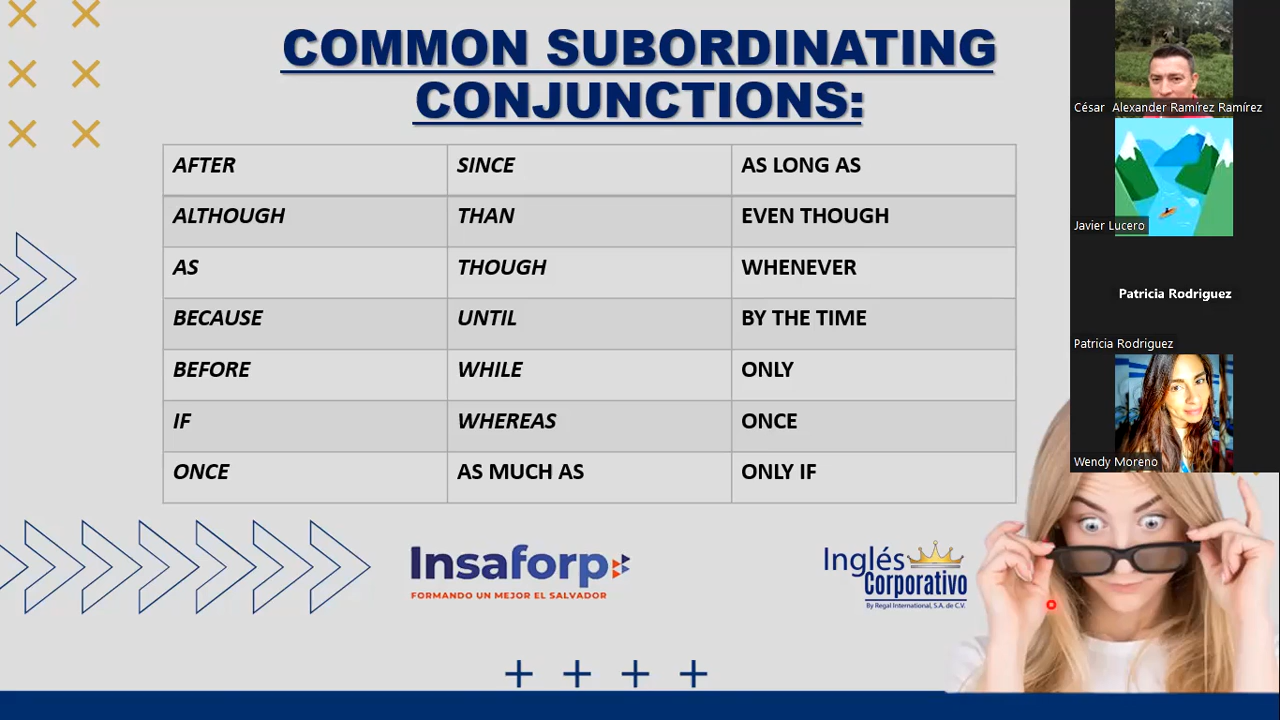 COMMON SUBORDINATING
CONJUNCTIONS:
AFTER SINCE AS LONG AS
ALTHOUGH THAN EVEN THOUGH
AS THOUGH WHENEVER
BECAUSE UNTIL BY THE TIME
BEFORE WHILE ONLY
IF WHEREAS ONCE
ONCE AS MUCH AS ONLY IF
Insaforp
FORMANDO UN MEJOR EL SALVADOR
Inglés
Corporativo
By Regal International, S.A. de C.V.
César Alexander Ramírez Ramírez
Javier Lucero
Patricia Rodriguez
Patricia Rodriguez
Wendy Moreno